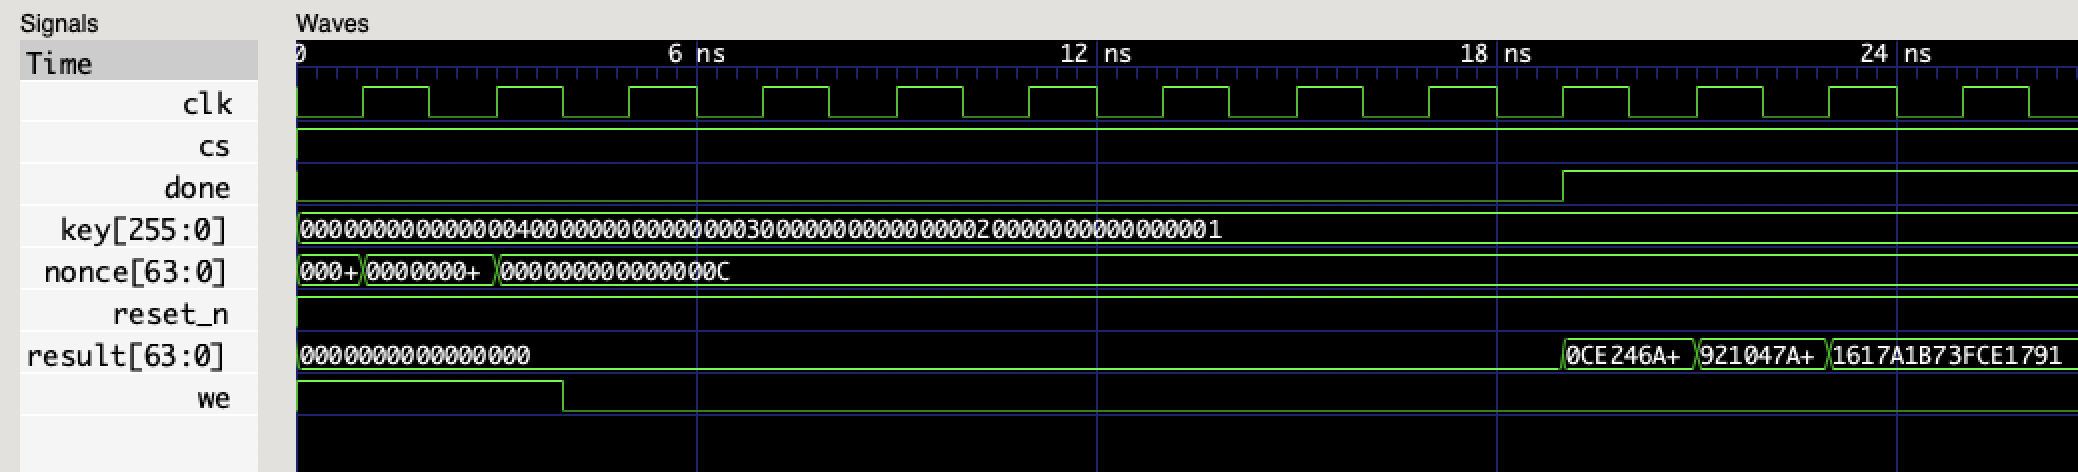 Signals
Waves
Time
0
6 ns
12 ns
18 ns
24 ns
clk
cs
done
key[255:0] 0000000000000004000000000000000300000000000000020000000000000001
nonce[63:0] 000+ 0000000+ 000000000000000C
reset_n
result[63:0] 0000000000000000 0CE246A+ 921047A+ 1617A1B73FCE1791
we